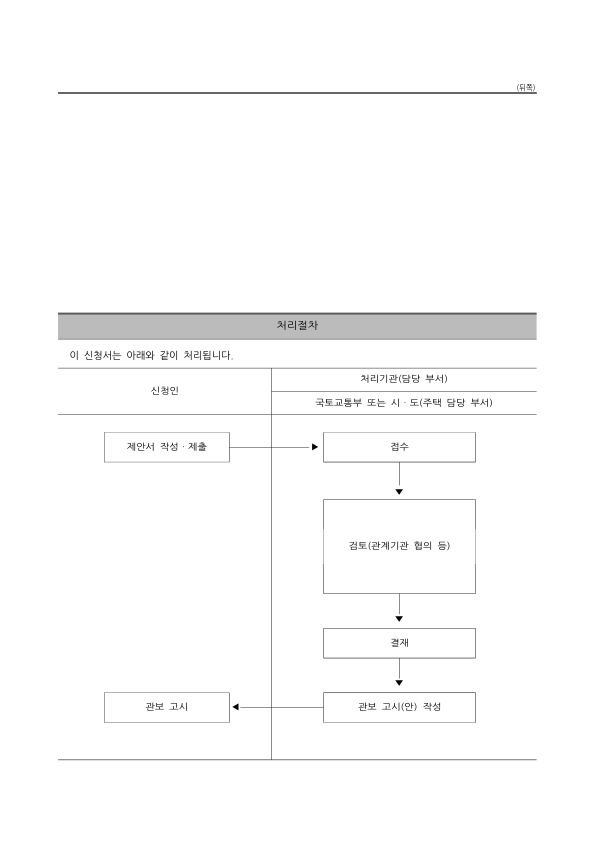 (뒤쪽)
처리절차
이 신청서는 아래와 같이 처리됩니다.
신청인
처리기관(담당 부서)
국토교통부 또는 시ㆍ도(주택 담당 부서)
제안서 작성ㆍ제출
접수
검토(관계기관 협의 등)
결재
관보 고시
관보 고시(안) 작성